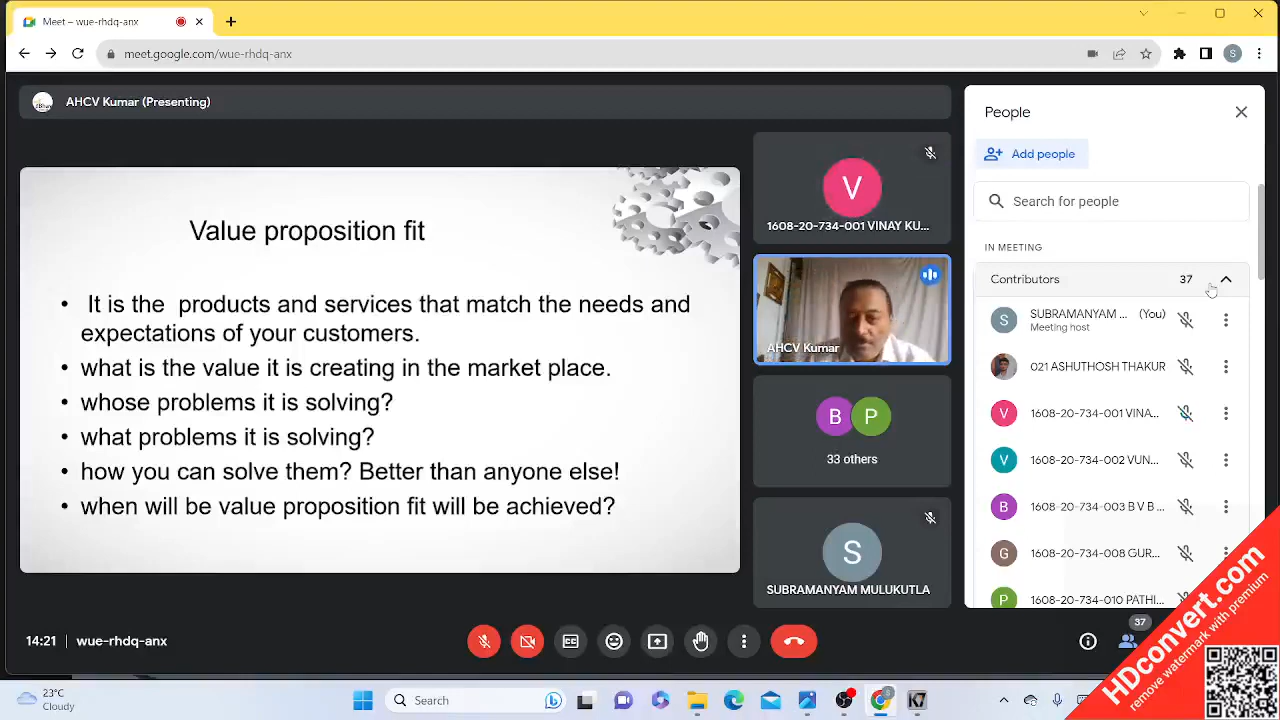 Meet – wue-rhdq-anx
meet.google.com/wue-rhdq-anx
S
AHCV Kumar (Presenting)
Value proposition fit
• It is the products and services that match the needs and
expectations of your customers.
• what is the value it is creating in the market place.
• whose problems it is solving?
• what problems it is solving?
• how you can solve them? Better than anyone else!
• when will be value proposition fit will be achieved?
V
1608-20-734-001 VINAY KU...
AHCV Kumar
B P
33 others
S
SUBRAMANYAM MULUKUTLA
People
Add people
Search for people
IN MEETING
Contributors 37
S SUBRAMANYAM ... (You)
Meeting host
021 ASHUTHOSH THAKUR
V 1608-20-734-001 VINA...
V 1608-20-734-002 VUN...
B 1608-20-734-003 B V B ...
G 1608-20-734-008 GUR...
P 1608-20-734-010 PATHI...
14:21 | wue-rhdq-anx
CC
37
23°C
Cloudy
Search
HDconvert.com
remove watermark with premium